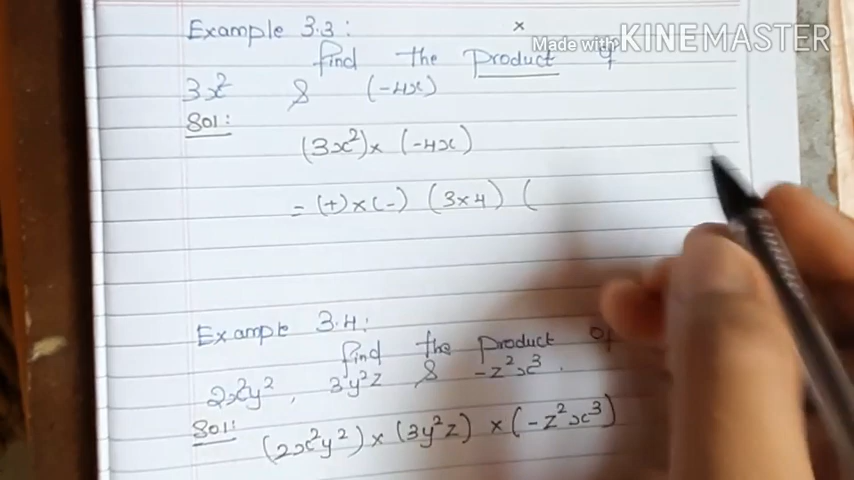 Example 3.3:
×
Find the product of
Made with KINEMASTER
3x² & (-4x)
Sol:
(3x²)× (-4x)
= (+)×(-) (3×4) (
Example 3.4:
Find the product of
2x²y², 3y²z & -z²x³.
Sol:
(2x²y²) × (3y²z) × (-z²x³)